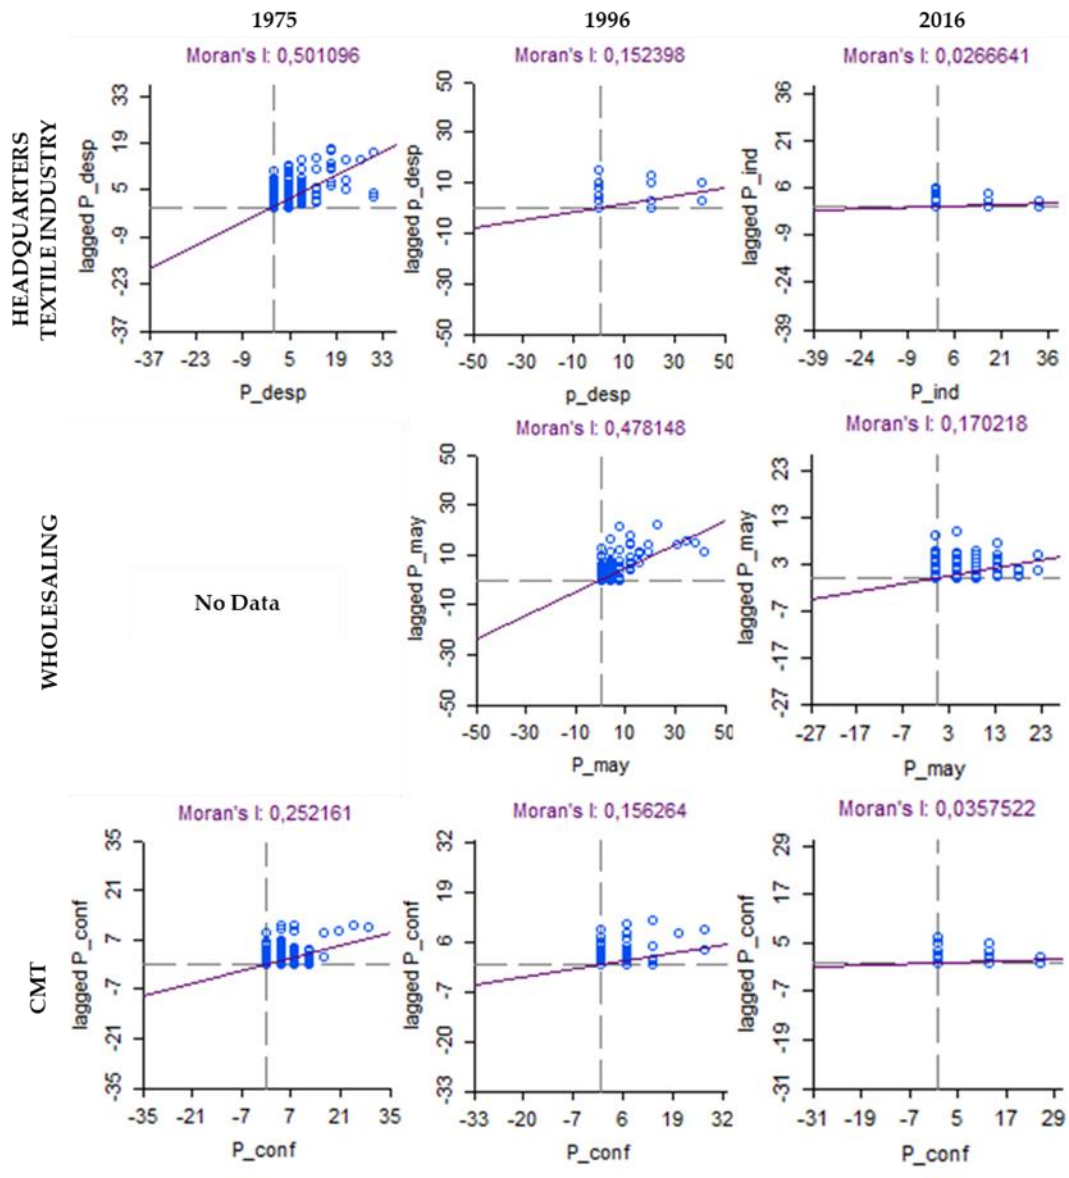 1975
1996
2016
HEADQUARTERS
TEXTILE INDUSTRY
Moran's I: 0,501096
lagged P_desp
33
19
5
-9
-23
-37
-37 -23 -9 5 19 33
P_desp
Moran's I: 0,152398
lagged p_desp
50
30
10
-10
-30
-50
-50 -30 -10 10 30 50
p_desp
Moran's I: 0,0266641
lagged P_ind
36
21
6
-9
-24
-39
-39 -24 -9 6 21 36
P_ind
WHOLESALING
No Data
Moran's I: 0,478148
lagged P_may
50
30
10
-10
-30
-50
-50 -30 -10 10 30 50
P_may
Moran's I: 0,170218
lagged P_may
23
13
3
-7
-17
-27
-27 -17 -7 3 13 23
P_may
CMT
Moran's I: 0,252161
lagged P_conf
35
21
7
-7
-21
-35
-35 -21 -7 7 21 35
P_conf
Moran's I: 0,156264
lagged P_conf
32
19
6
-7
-20
-33
-33 -20 -7 6 19 32
P_conf
Moran's I: 0,0357522
lagged P_conf
29
17
5
-7
-19
-31
-31 -19 -7 5 17 29
P_conf